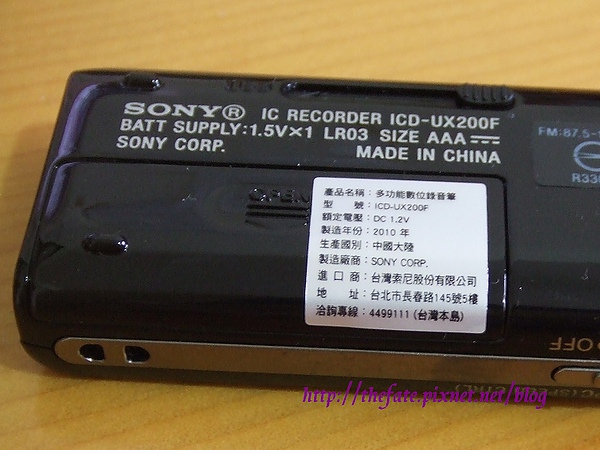 SONY® IC RECORDER ICD-UX200F
BATT SUPPLY:1.5V×1 LR03 SIZE AAA
SONY CORP. MADE IN CHINA
FM:87.5-
R33
OPEN
產品名稱：多功能數位錄音筆
型 號：ICD-UX200F
額定電壓：DC 1.2V
製造年份：2010 年
生產國別：中國大陸
製造廠商：SONY CORP.
進 口 商：台灣索尼股份有限公司
地 址：台北市長春路145號5樓
洽詢專線：4499111 (台灣本島)
OFF
http://thefate.pixnet.net/blog